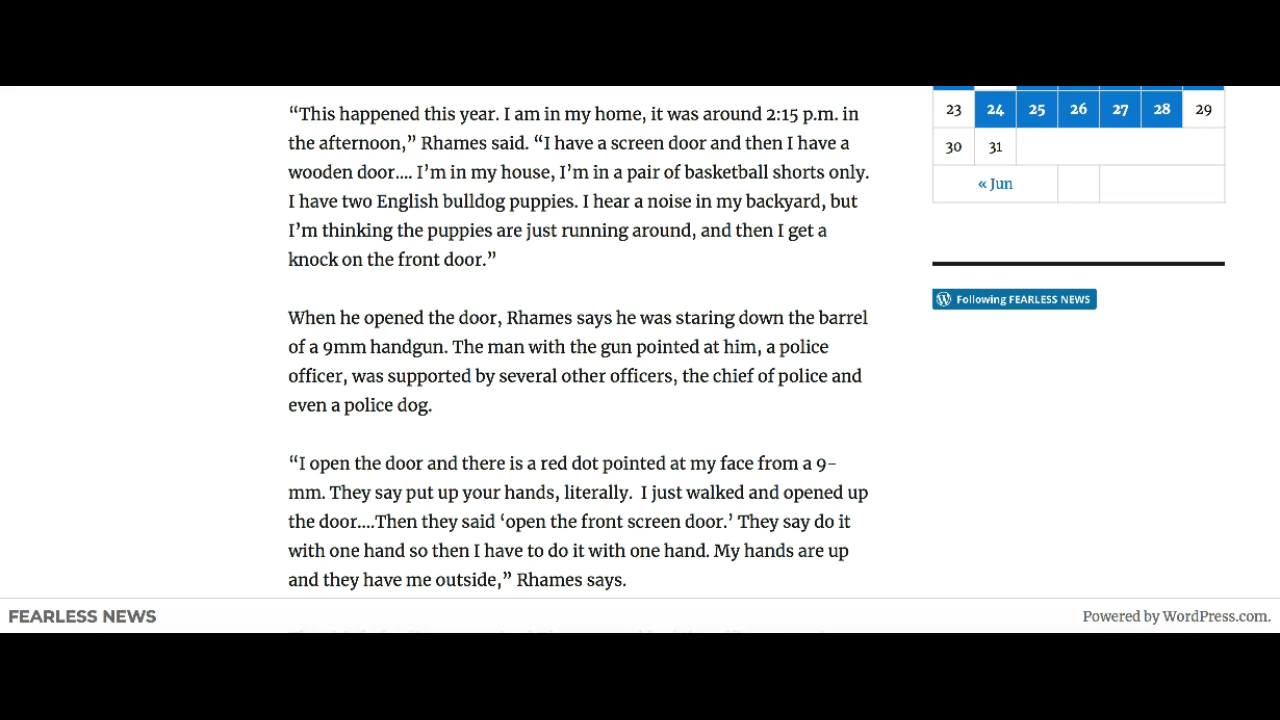 “This happened this year. I am in my home, it was around 2:15 p.m. in
the afternoon,” Rhames said. “I have a screen door and then I have a
wooden door.... I’m in my house, I’m in a pair of basketball shorts only.
I have two English bulldog puppies. I hear a noise in my backyard, but
I’m thinking the puppies are just running around, and then I get a
knock on the front door.”
When he opened the door, Rhames says he was staring down the barrel
of a 9mm handgun. The man with the gun pointed at him, a police
officer, was supported by several other officers, the chief of police and
even a police dog.
“I open the door and there is a red dot pointed at my face from a 9-
mm. They say put up your hands, literally.  I just walked and opened up
the door....Then they said ‘open the front screen door.’ They say do it
with one hand so then I have to do it with one hand. My hands are up
and they have me outside,” Rhames says.
23 24 25 26 27 28 29
30 31
« Jun
Following FEARLESS NEWS
FEARLESS NEWS
Powered by WordPress.com.